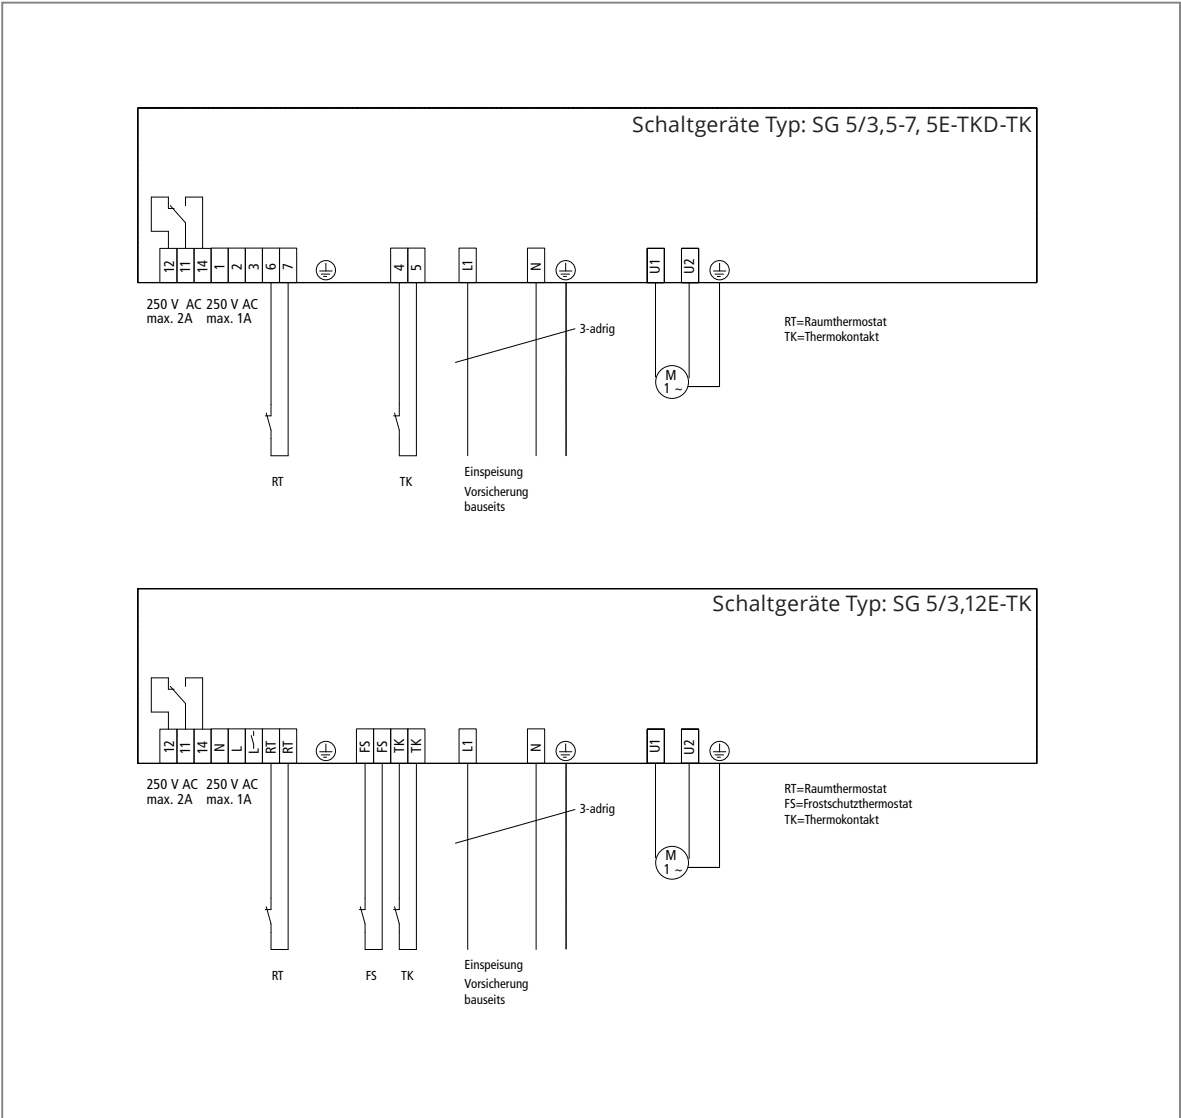 Schaltgeräte Typ: SG 5/3,5-7, 5E-TKD-TK
12 11 14 1 2 3 6 7 4 5 L1 N U1 U2
250 V AC 250 V AC
max. 2A max. 1A
3-adrig
RT=Raumthermostat
TK=Thermokontakt
M
1 ~
RT
TK
Einspeisung
Vorsicherung
bauseits
Schaltgeräte Typ: SG 5/3,12E-TK
12 11 14 N L L RT RT FS FS TK TK L1 N U1 U2
250 V AC 250 V AC
max. 2A max. 1A
3-adrig
RT=Raumthermostat
FS=Frostschutzthermostat
TK=Thermokontakt
M
1 ~
RT
FS
TK
Einspeisung
Vorsicherung
bauseits